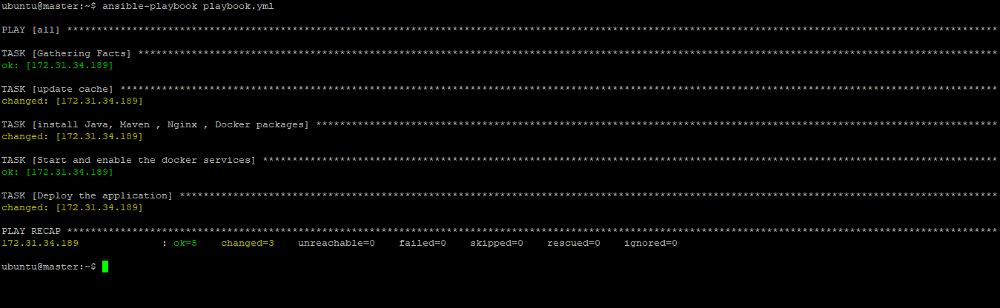 ubuntu@master:~$ ansible-playbook playbook.yml
PLAY [all] *************************************************************************************************************************************************************
TASK [Gathering Facts] *************************************************************************************************************************************************
ok: [172.31.34.189]
TASK [update cache] ****************************************************************************************************************************************************
changed: [172.31.34.189]
TASK [install Java, Maven , Nginx , Docker packages] *******************************************************************************************************************
changed: [172.31.34.189]
TASK [Start and enable the docker services] ****************************************************************************************************************************
ok: [172.31.34.189]
TASK [Deploy the application] ******************************************************************************************************************************************
changed: [172.31.34.189]
PLAY RECAP *************************************************************************************************************************************************************
172.31.34.189              : ok=5    changed=3    unreachable=0    failed=0    skipped=0    rescued=0    ignored=0
ubuntu@master:~$